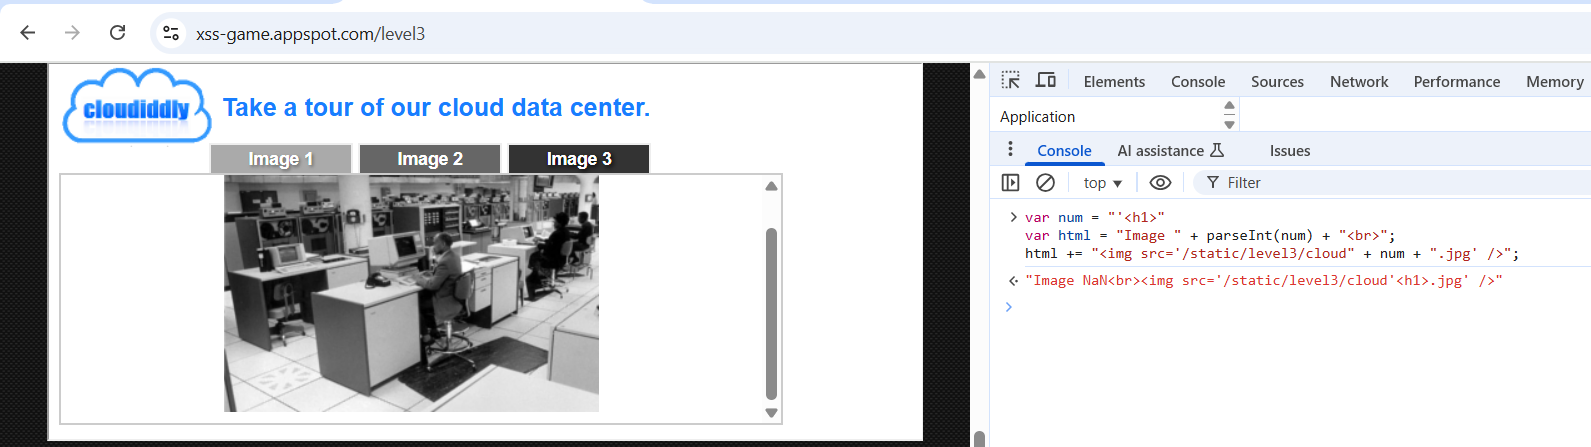 xss-game.appspot.com/level3
cloudiddly
Take a tour of our cloud data center.
Image 1
Image 2
Image 3
Elements
Console
Sources
Network
Performance
Memory
Application
Console
AI assistance
Issues
top
Filter
var num = "'<h1>"
var html = "Image " + parseInt(num) + "<br>";
html += "<img src='/static/level3/cloud" + num + ".jpg' />";
"Image NaN<br><img src='/static/level3/cloud'<h1>.jpg' />"